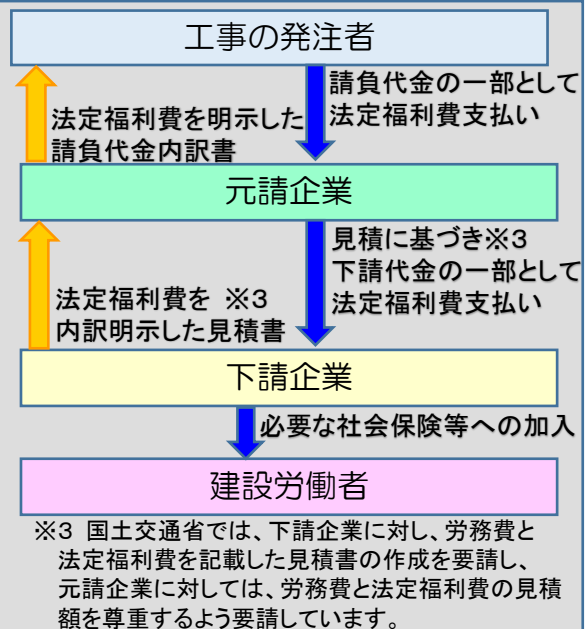 工事の発注者
請負代金の一部として
法定福利費支払い
法定福利費を明示した
請負代金内訳書
元請企業
見積に基づき※3
下請代金の一部として
法定福利費支払い
法定福利費を ※3
内訳明示した見積書
下請企業
必要な社会保険等への加入
建設労働者
※3 国土交通省では、下請企業に対し、労務費と
法定福利費を記載した見積書の作成を要請し、
元請企業に対しては、労務費と法定福利費の見積
額を尊重するよう要請しています。